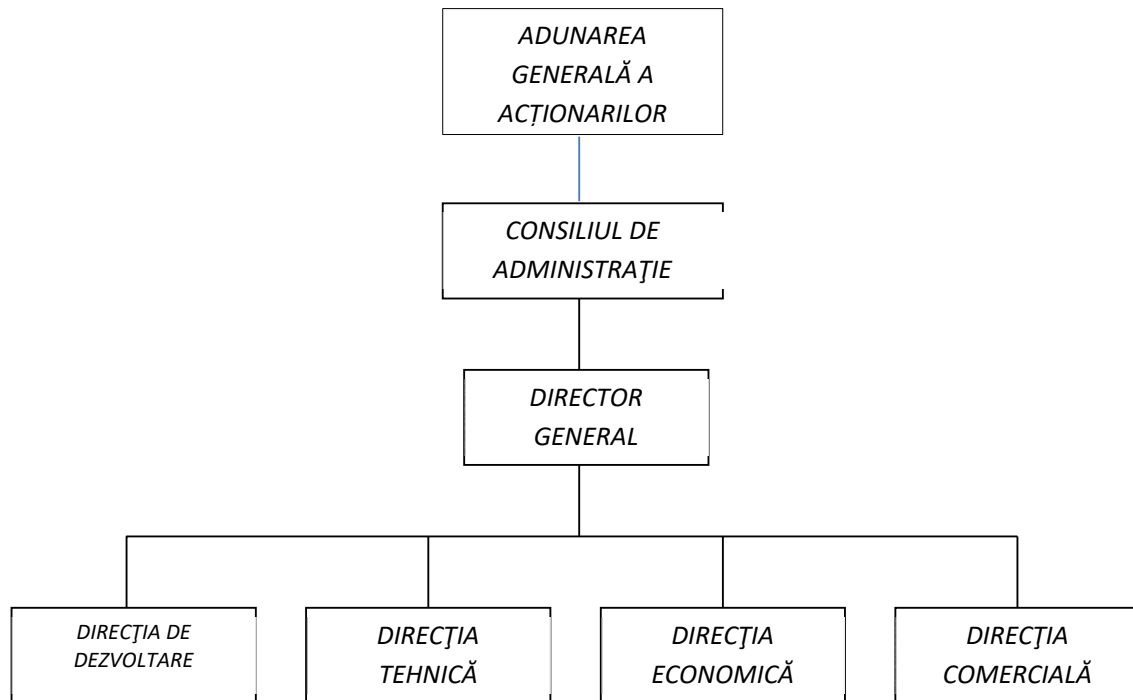 ADUNAREA
GENERALĂ A
ACȚIONARILOR
CONSILIUL DE
ADMINISTRAŢIE
DIRECTOR
GENERAL
DIRECŢIA DE
DEZVOLTARE
DIRECŢIA
TEHNICĂ
DIRECŢIA
ECONOMICĂ
DIRECŢIA
COMERCIALĂ